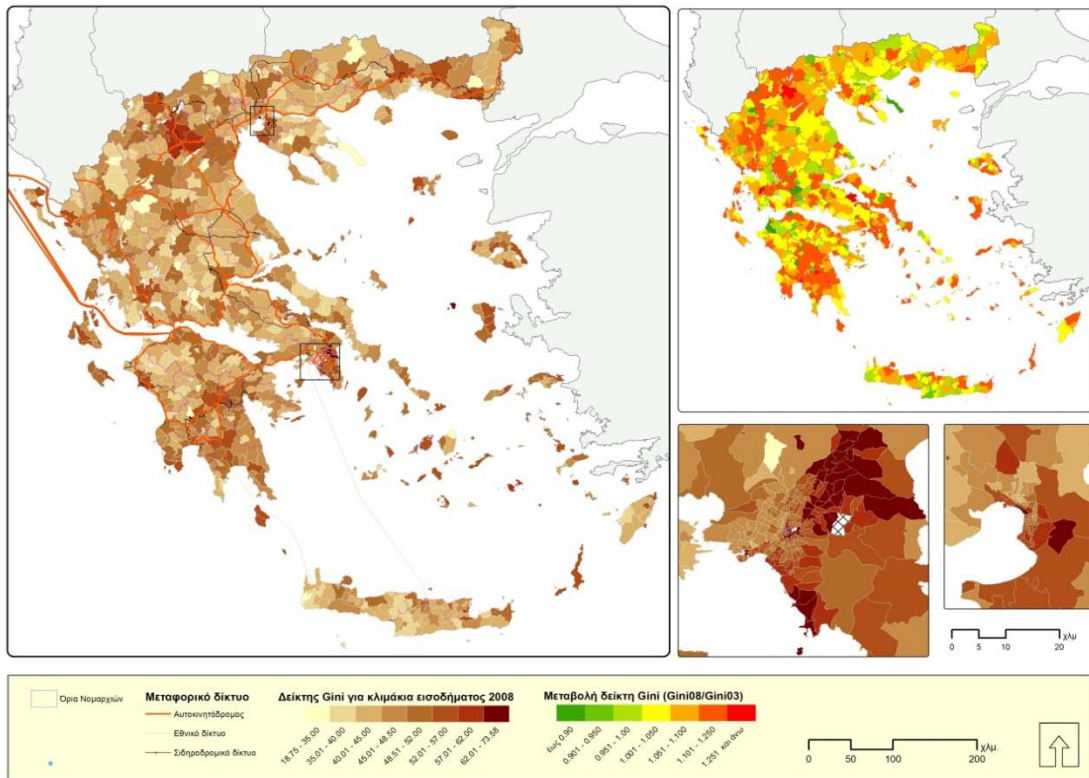 χλμ
0 5 10 20
Όρια Νομαρχιών
Μεταφορικό δίκτυο
Αυτοκινητόδρομος
Εθνικό δίκτυο
Σιδηροδρομικό δίκτυο
Δείκτης Gini για κλιμάκια εισοδήματος 2008
18.75 - 35.00
35.01 - 40.00
40.01 - 45.00
45.01 - 48.50
48.51 - 52.00
52.01 - 57.00
57.01 - 62.00
62.01 - 73.58
Μεταβολή δείκτη Gini (Gini08/Gini03)
έως 0.90
0.901 - 0.950
0.951 - 1.00
1.001 - 1.050
1.051 - 1.100
1.101 - 1.250
1.251 και άνω
χλμ.
0 50 100 200